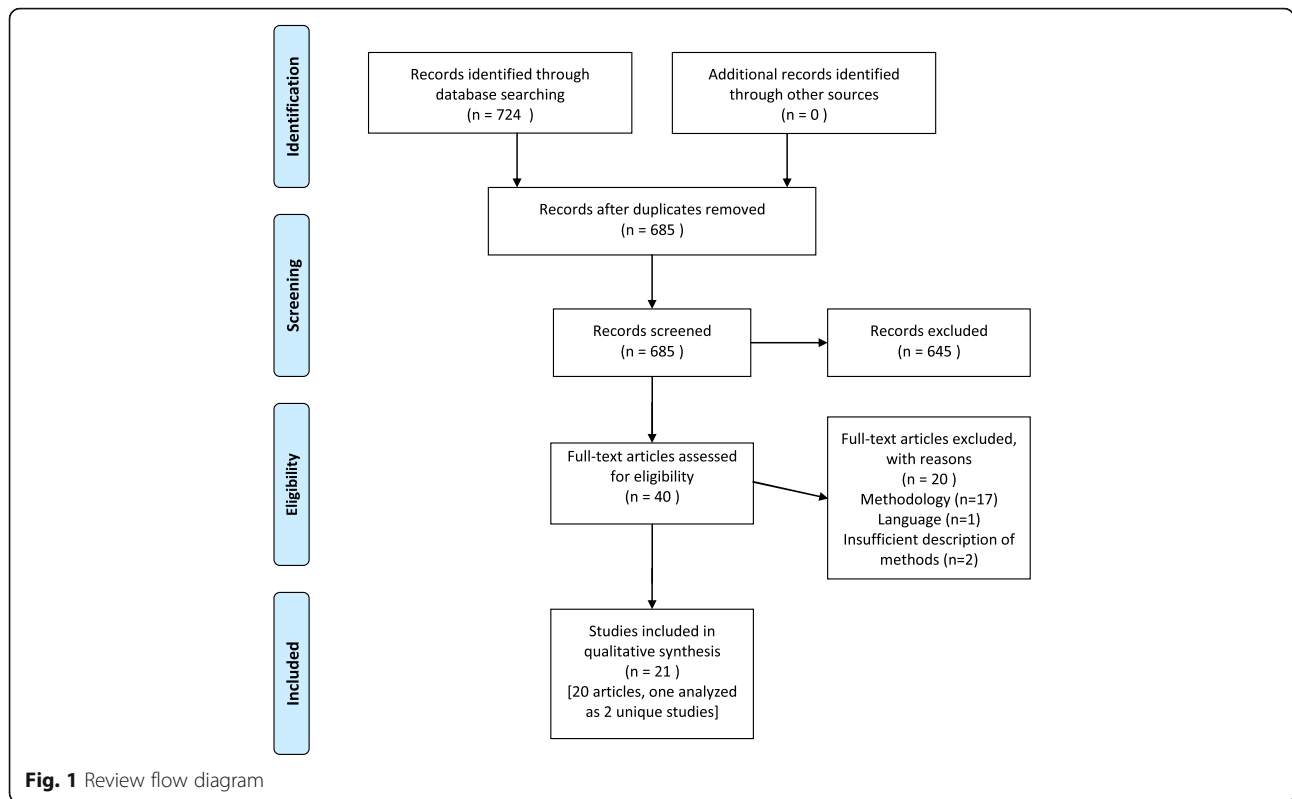 Identification
Records identified through
database searching
(n = 724 )
Additional records identified
through other sources
(n = 0 )
Records after duplicates removed
(n = 685 )
Screening
Records screened
(n = 685 )
Records excluded
(n = 645 )
Eligibility
Full-text articles assessed
for eligibility
(n = 40 )
Full-text articles excluded,
with reasons
(n = 20 )
Methodology (n=17)
Language (n=1)
Insufficient description of
methods (n=2)
Included
Studies included in
qualitative synthesis
(n = 21 )
[20 articles, one analyzed
as 2 unique studies]
Fig. 1 Review flow diagram